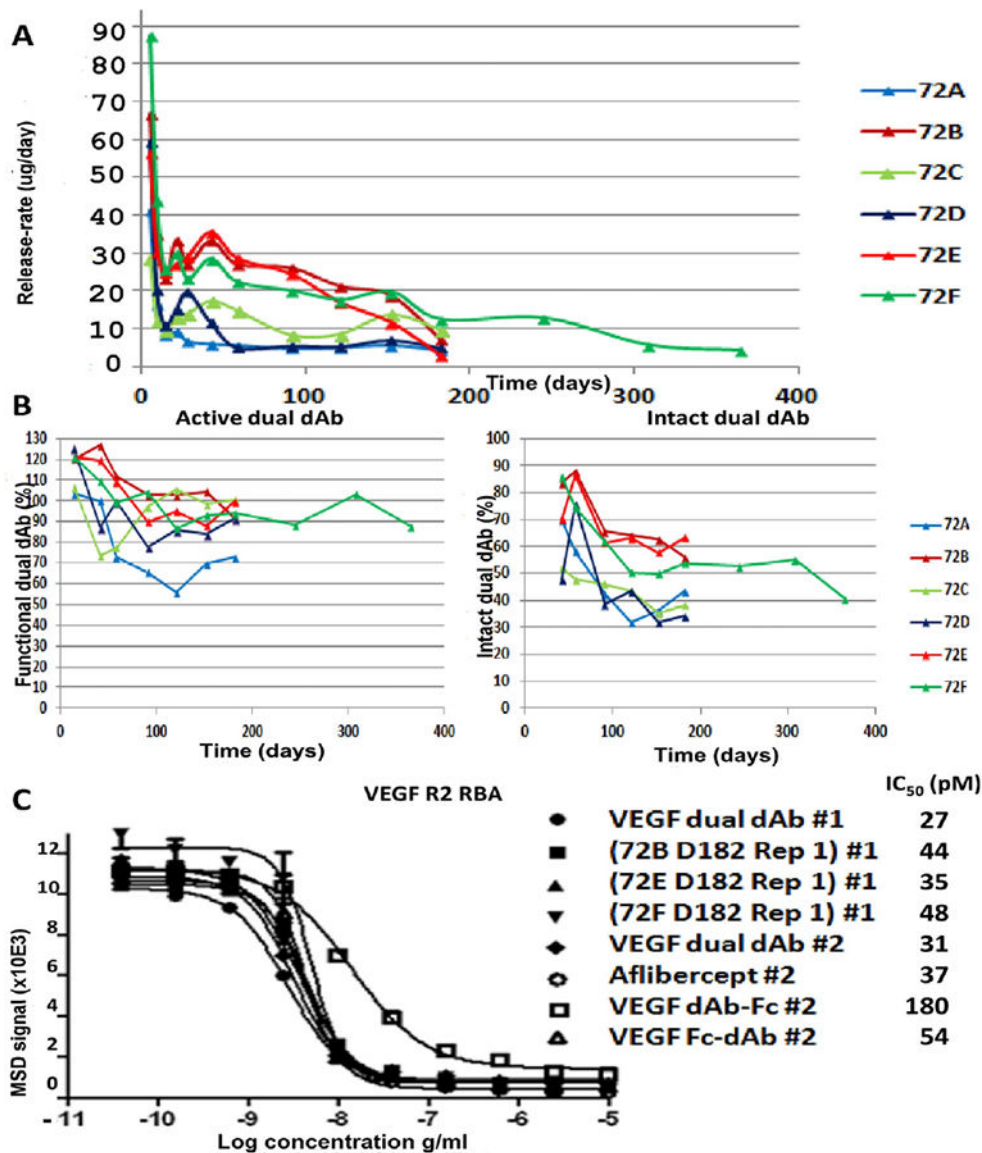 A
Release-rate (ug/day)
90
80
70
60
50
40
30
20
10
0
0
100
200
300
400
Time (days)
72A
72B
72C
72D
72E
72F
B
Active dual dAb
Functional dual dAb (%)
130
120
110
100
90
80
70
60
50
40
30
20
10
0
0
100
200
300
400
Time (days)
Intact dual dAb
Intact dual dAb (%)
100
90
80
70
60
50
40
30
20
10
0
0
100
200
300
400
Time (days)
72A
72B
72C
72D
72E
72F
C
VEGF R2 RBA
MSD signal (x10E3)
12
10
8
6
4
2
0
-11
-10
-9
-8
-7
-6
-5
Log concentration g/ml
IC50 (pM)
VEGF dual dAb #1 27
(72B D182 Rep 1) #1 44
(72E D182 Rep 1) #1 35
(72F D182 Rep 1) #1 48
VEGF dual dAb #2 31
Aflibercept #2 37
VEGF dAb-Fc #2 180
VEGF Fc-dAb #2 54